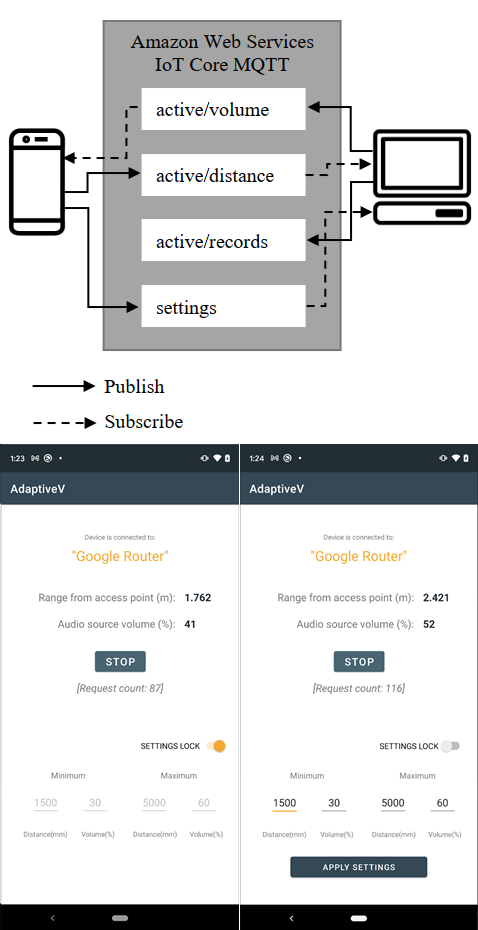 Amazon Web Services
IoT Core MQTT
active/volume
active/distance
active/records
settings
Publish
Subscribe
1:23
AdaptiveV
Device is connected to:
"Google Router"
Range from access point (m): 1.762
Audio source volume (%): 41
STOP
[Request count: 87]
SETTINGS LOCK
Minimum Maximum
1500 30 5000 60
Distance(mm) Volume(%) Distance(mm) Volume(%)
1:24
AdaptiveV
Device is connected to:
"Google Router"
Range from access point (m): 2.421
Audio source volume (%): 52
STOP
[Request count: 116]
SETTINGS LOCK
Minimum Maximum
1500 30 5000 60
Distance(mm) Volume(%) Distance(mm) Volume(%)
APPLY SETTINGS